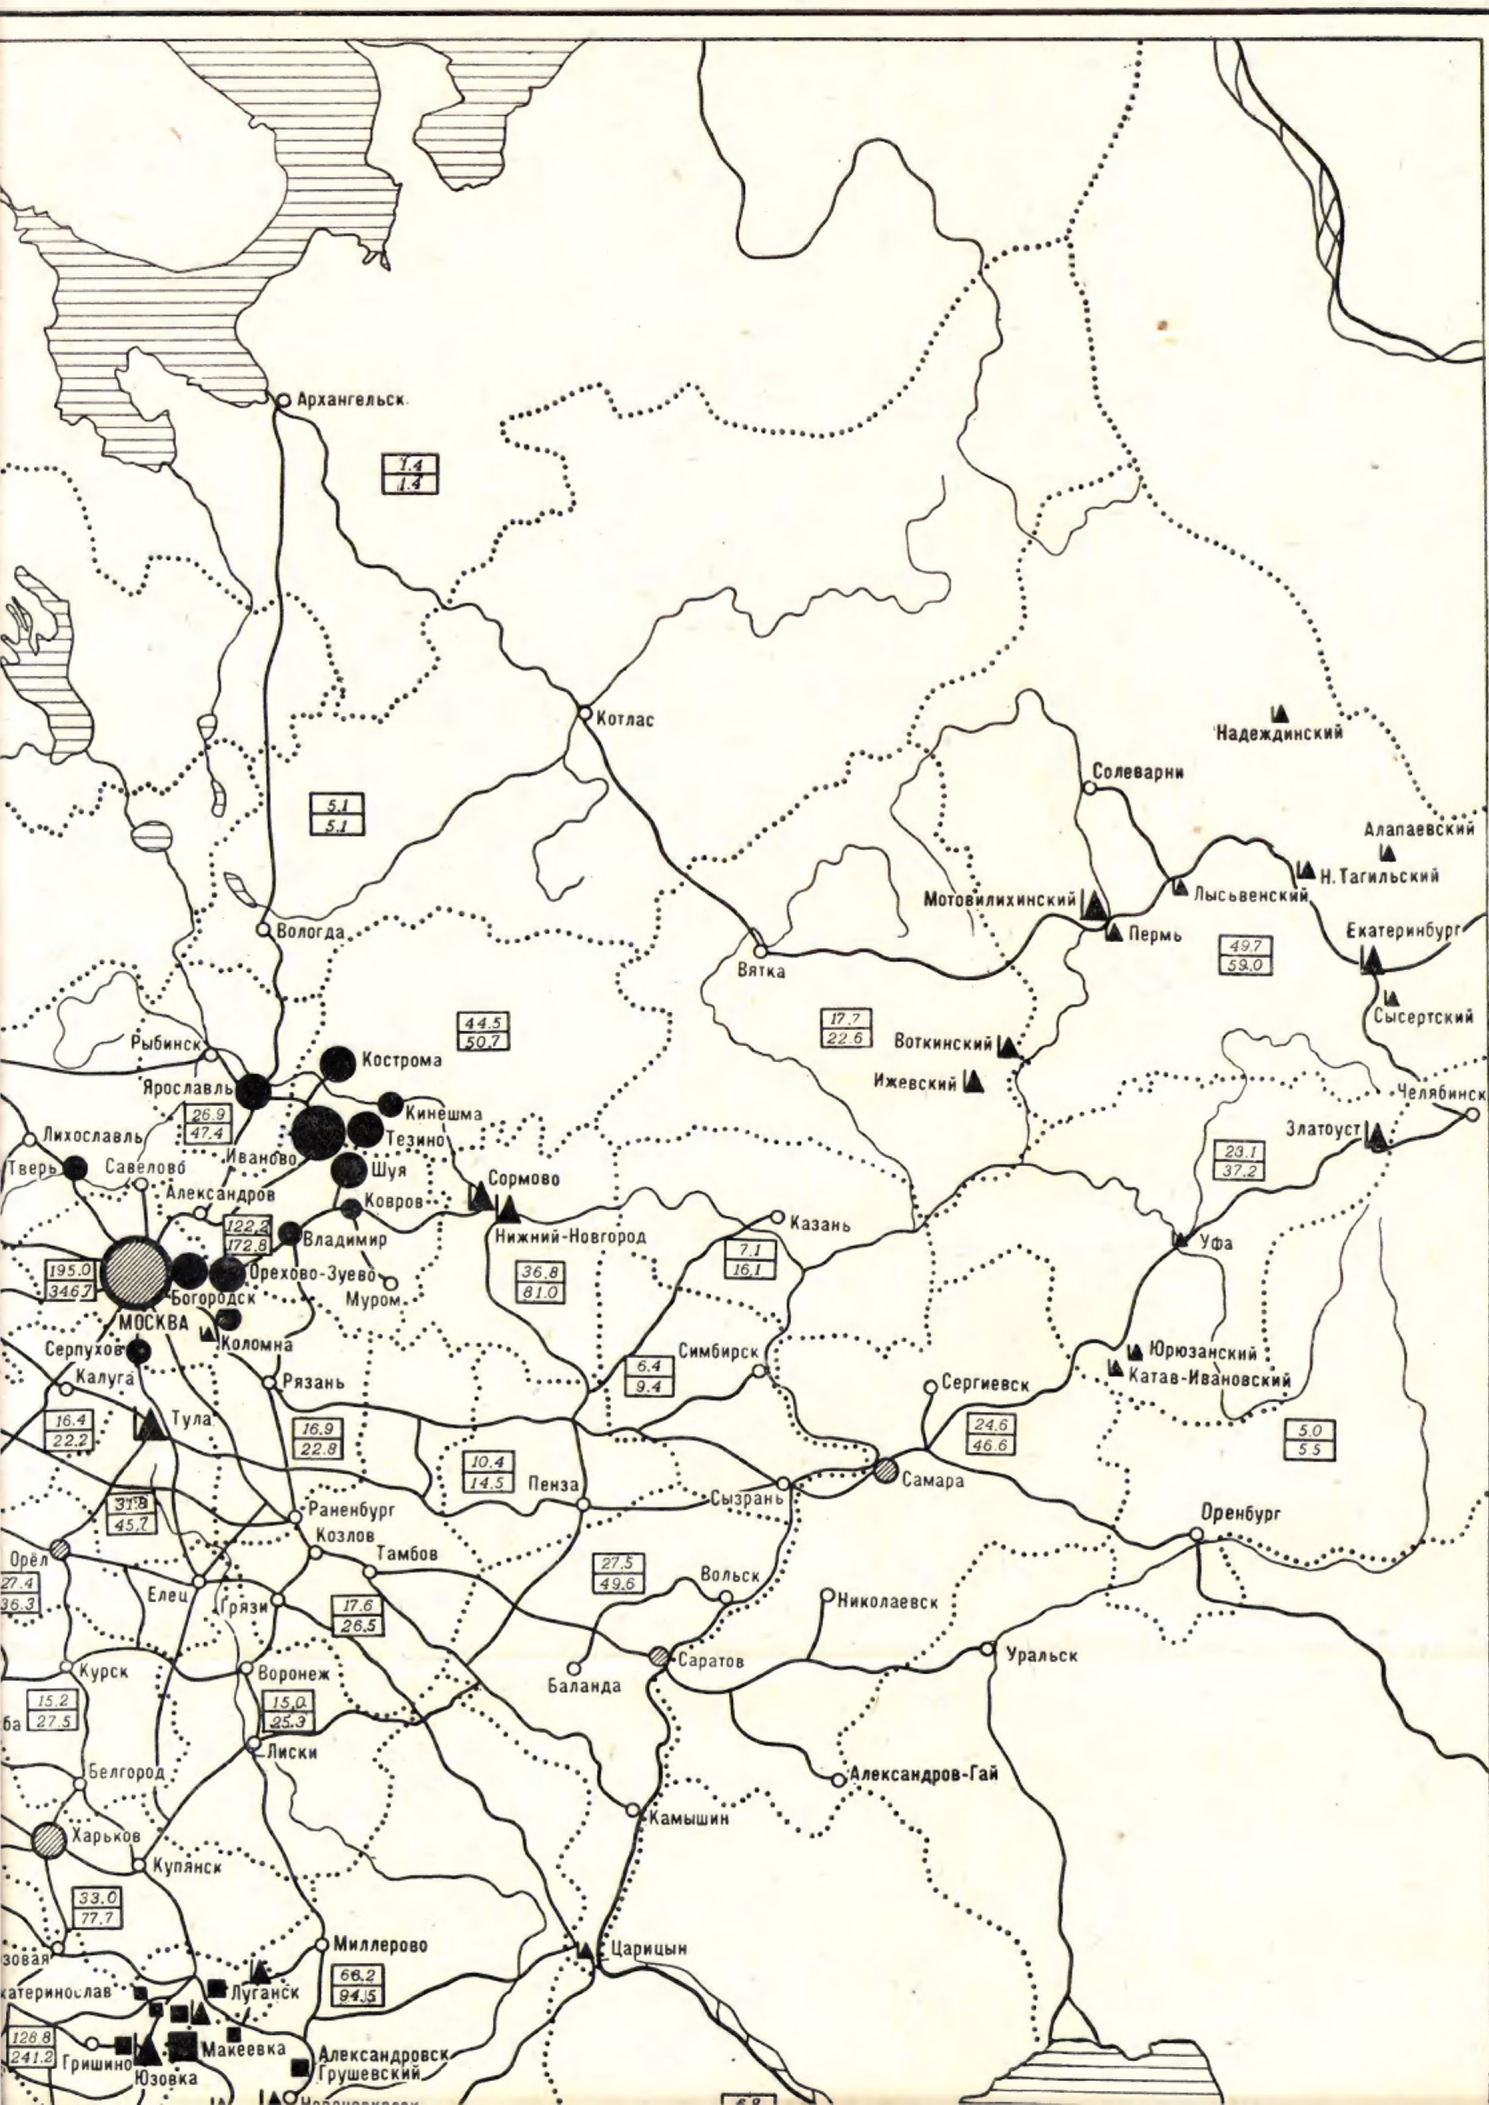 Архангельск
1.4
1.4
Котлас
Надеждинский
Солеварни
5.1
5.1
Алапаевский
Н.Тагильский
Мотовилихинский
Лысьвенский
Вологда
Пермь
Екатеринбург
49.7
59.0
Вятка
Сысертский
44.5
50.7
17.7
22.6
Рыбинск
Кострома
Воткинский
Ижевский
Ярославль
Челябинск
26.9
47.4
Кинешма
Лихославль
Тезино
Златоуст
Иваново
23.1
37.2
Тверь
Савелово
Шуя
Сормово
Александров
Ковров
122.2
172.8
Владимир
Нижний-Новгород
Казань
7.1
16.1
Уфа
195.0
346.7
Орехово-Зуево
36.8
81.0
Богородск
Муром
МОСКВА
Коломна
Серпухов
Симбирск
Юрюзанский
Калуга
Рязань
6.4
9.4
Сергиевск
Катав-Ивановский
16.4
22.2
Тула
16.9
22.8
24.6
46.6
5.0
5.5
10.4
14.5
Пенза
Сызрань
Самара
45.7
Раненбург
Оренбург
Козлов
Орёл
Тамбов
27.4
36.3
27.5
49.6
Вольск
Елец
Грязи
17.6
26.5
Николаевск
Курск
Воронеж
Саратов
Уральск
Баланда
15.2
27.5
ба
15.0
25.3
Лиски
Белгород
Александров-Гай
Камышин
Харьков
Купянск
33.0
77.7
Миллерово
Царицын
зовая
66.2
94.5
катеринослав
Луганск
128.8
241.2
Гришино
Макеевка
Александровск
Грушевский
Юзовка